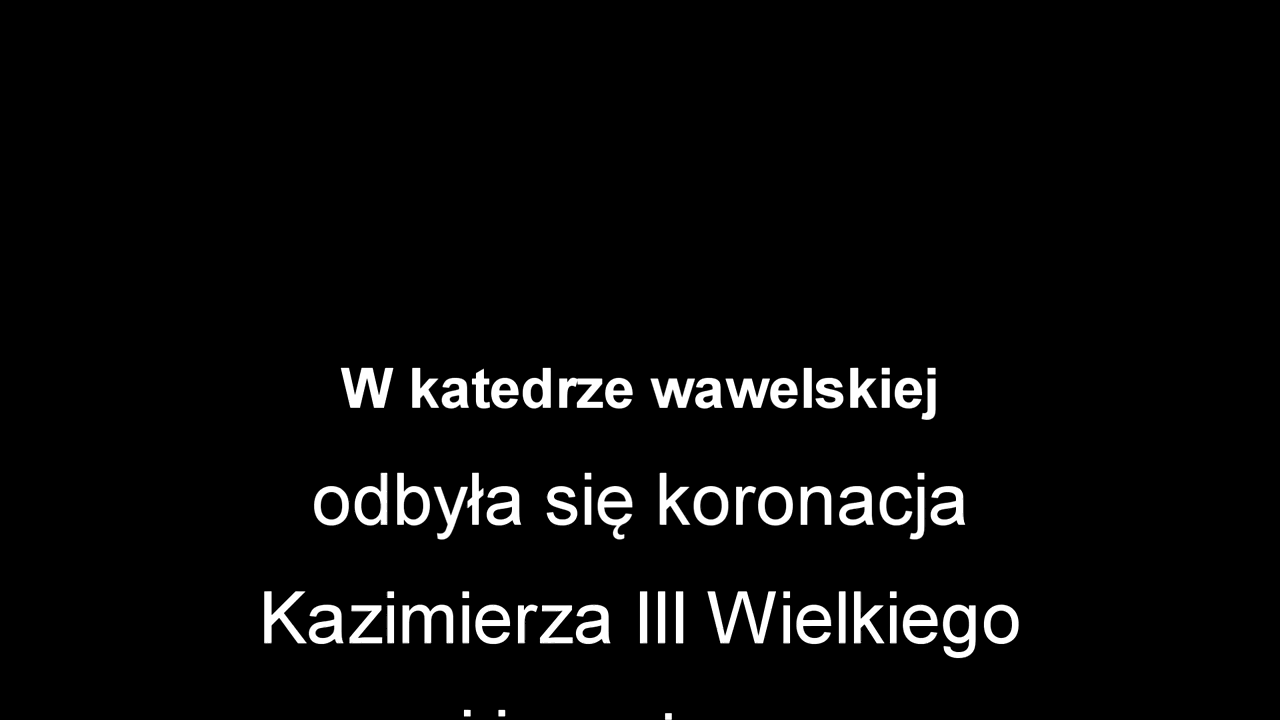 W katedrze wawelskiej
odbyła się koronacja
Kazimierza III Wielkiego